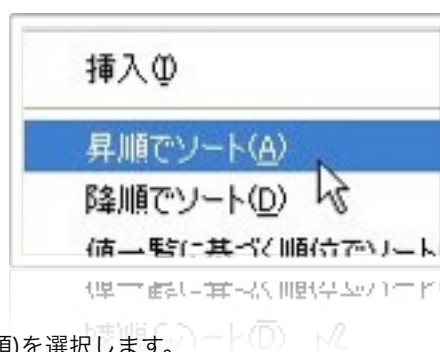 挿入(I)
昇順でソート(A)
降順でソート(D)
値一覧に基づく順位でソート
順)を選択します。